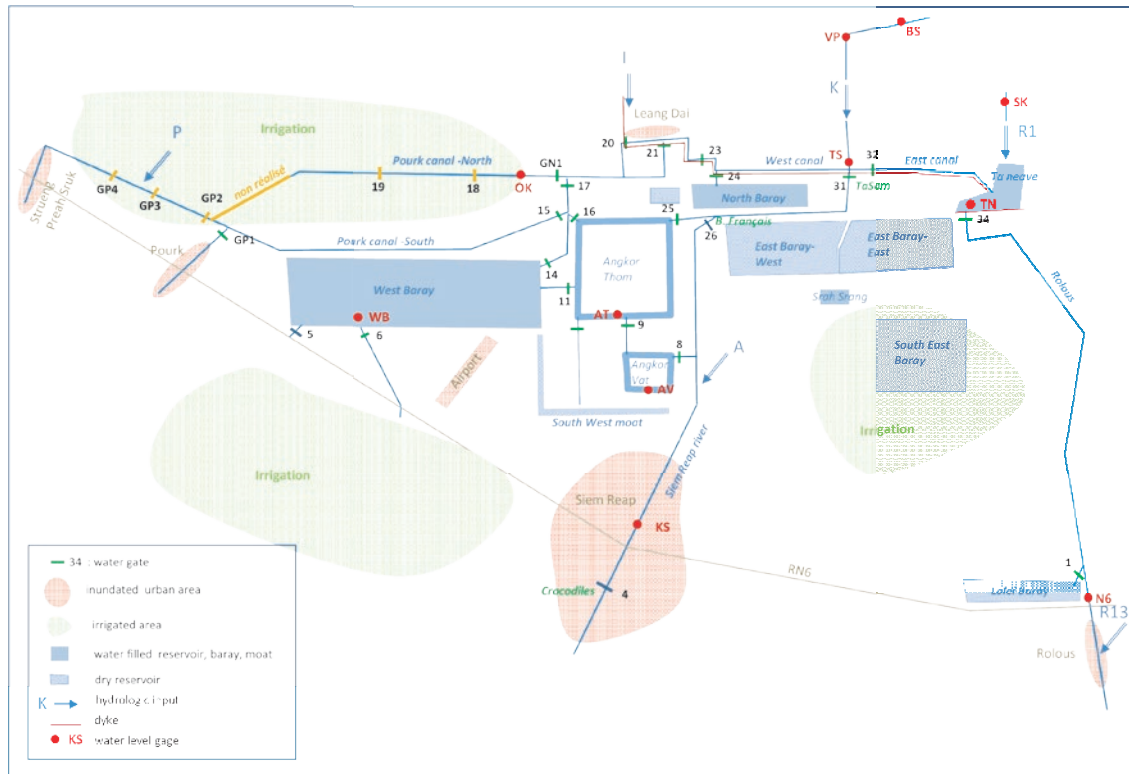 BS
VP
I
K
SK
R1
Leang Dai
P
Irrigation
20
21
23
24
West canal
TS
32
East canal
31
TaSom
Ta neave
TN
34
GN1
Pourk canal -North
OK
17
18
19
non réalisé
GP4
GP3
GP2
GP1
Strueng
Preah Sruk
Pourk
Pourk canal -South
15
16
14
11
25
North Baray
B. Français
26
East Baray-
West
East Baray-
East
Rolous
Angkor
Thom
West Baray
WB
5
6
AT
9
8
A
Angkor
Vat
AV
Srah Srang
South East
Baray
Irrigation
Airport
South West moat
Irrigation
Siem Reap river
Siem Reap
KS
Crocodiles
4
RN6
1
Lolei Baray
N6
R13
Rolous
34 : water gate
inundated urban area
irrigated area
water filled reservoir, baray, moat
dry reservoir
K hydrologic input
dyke
KS water level gage